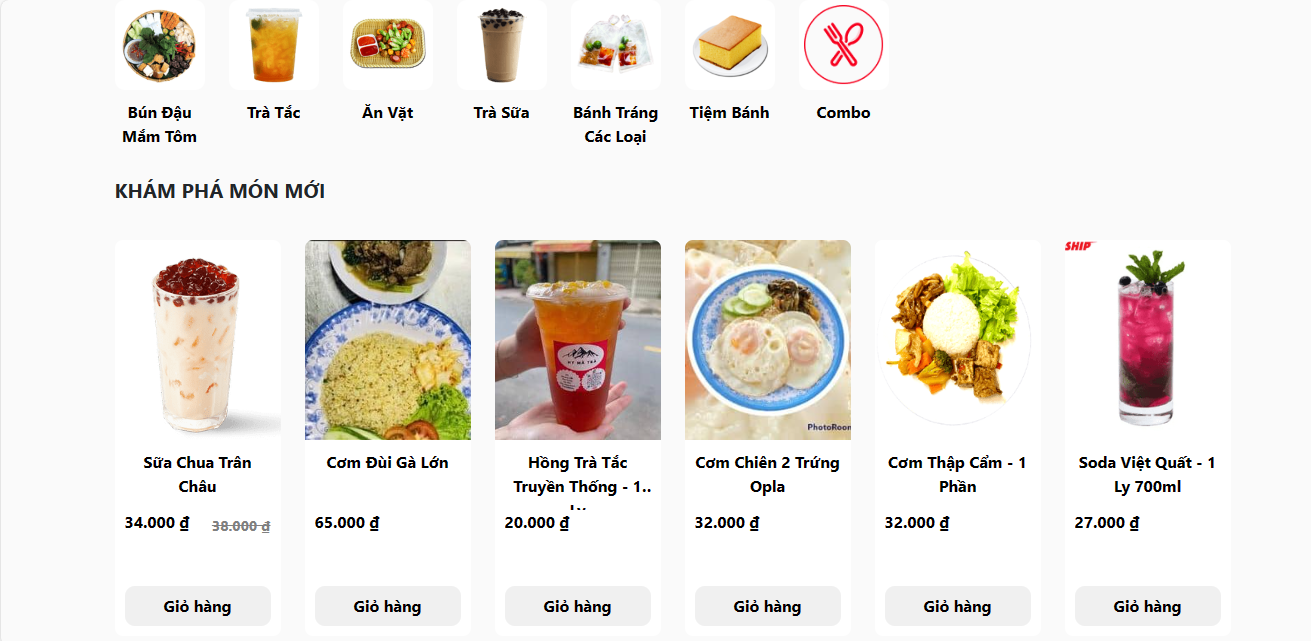 Bún Đậu
Mắm Tôm
Trà Tắc
Ăn Vặt
Trà Sữa
Bánh Tráng
Các Loại
Tiệm Bánh
Combo
KHÁM PHÁ MÓN MỚI
MY MÀ TRÀ
PhotoRoom
SHIP
Sữa Chua Trân
Châu
Cơm Đùi Gà Lớn
Hồng Trà Tắc
Truyền Thống - 1..
Cơm Chiên 2 Trứng
Opla
Cơm Thập Cẩm - 1
Phần
Soda Việt Quất - 1
Ly 700ml
34.000 ₫
38.000 ₫
65.000 ₫
20.000 ₫
32.000 ₫
32.000 ₫
27.000 ₫
Giỏ hàng
Giỏ hàng
Giỏ hàng
Giỏ hàng
Giỏ hàng
Giỏ hàng